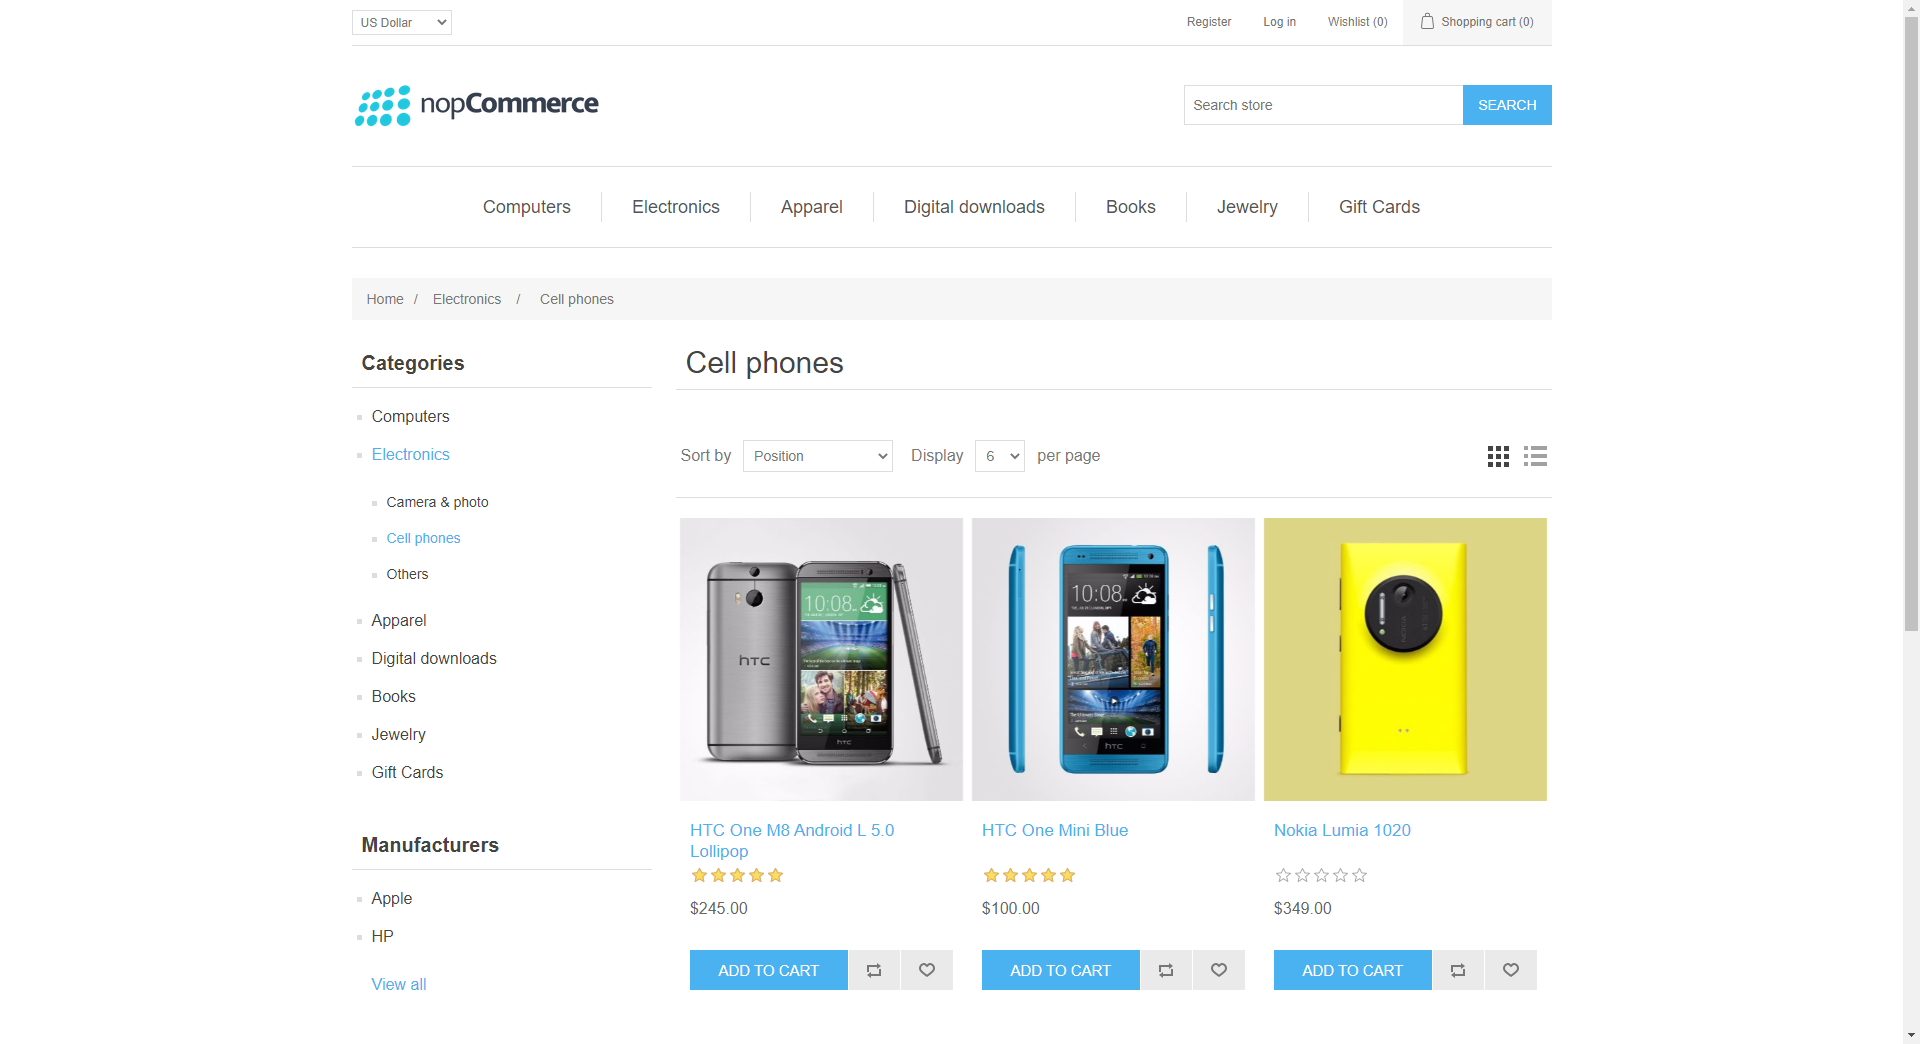 US Dollar
Register
Log in
Wishlist (0)
Shopping cart (0)
nopCommerce
Search store
SEARCH
Computers
Electronics
Apparel
Digital downloads
Books
Jewelry
Gift Cards
Home / Electronics / Cell phones
Categories
Computers
Electronics
Camera & photo
Cell phones
Others
Apparel
Digital downloads
Books
Jewelry
Gift Cards
Manufacturers
Apple
HP
View all
Cell phones
Sort by Position Display 6 per page
hTC
10:08
hTC
HTC One M8 Android L 5.0
Lollipop
$245.00
ADD TO CART
10:08
hTC
HTC One Mini Blue
$100.00
ADD TO CART
NOKIA
Nokia Lumia 1020
$349.00
ADD TO CART